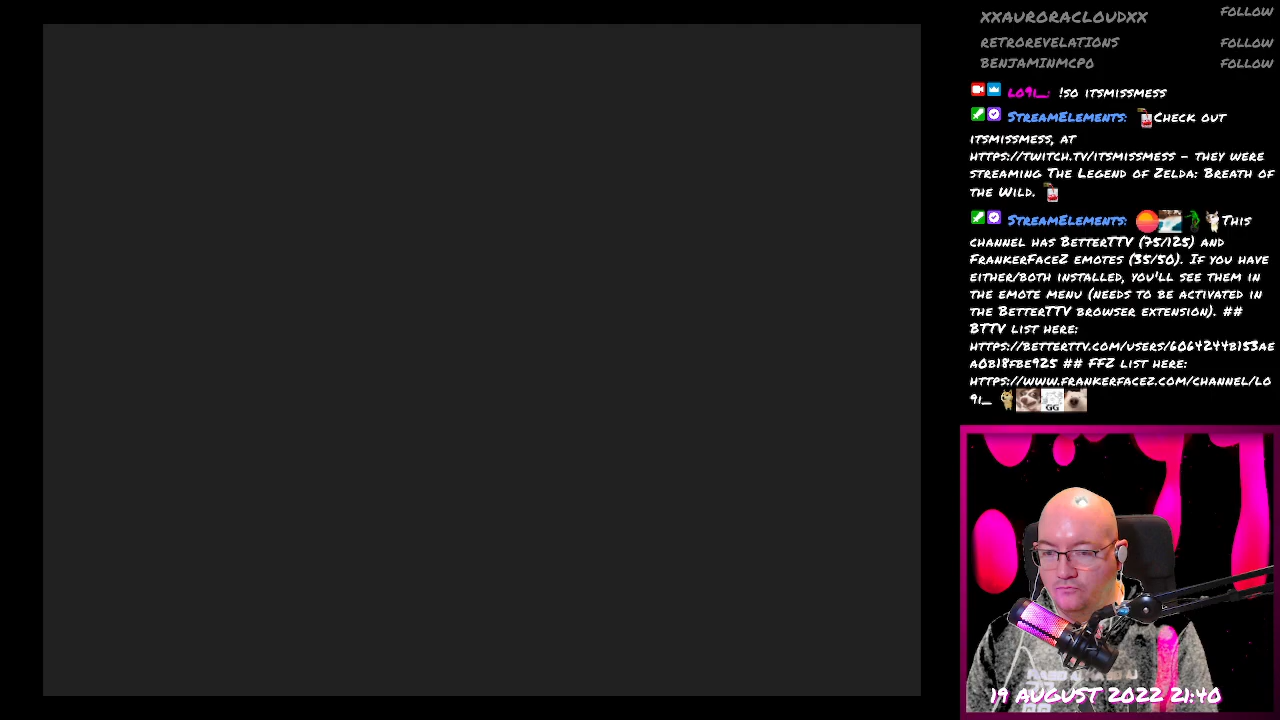 xxAuroraCloudxx Follow
RetroRevelations Follow
BenjaminMcPo Follow
lo9i_: !so itsmissmess
StreamElements: Check out
itsmissmess, at
https://twitch.tv/itsmissmess - they were
streaming The Legend of Zelda: Breath of
the Wild.
StreamElements: This
channel has BetterTTV (75/125) and
FrankerFaceZ emotes (35/50). If you have
either/both installed, you'll see them in
the emote menu (needs to be activated in
the BetterTTV browser extension). ##
BTTV list here:
https://betterttv.com/users/6064244b153ae
a0b18fbe925 ## FFZ list here:
https://www.frankerfacez.com/channel/lo
9i_
GG
19 August 2022 21:40